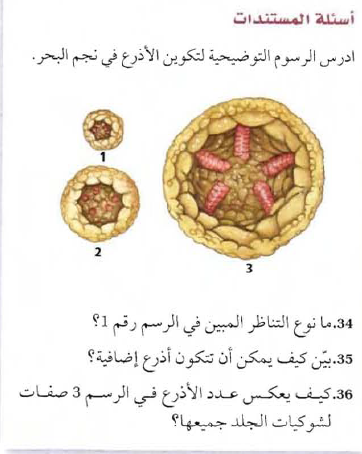 أسئلة المستندات
ادرس الرسوم التوضيحية لتكوين الأذرع في نجم البحر.
1
2
3
34. ما نوع التناظر المبين في الرسم رقم 1؟
35. بيّن كيف يمكن أن تتكون أذرع إضافية؟
36. كيف يعكس عدد الأذرع في الرسم 3 صفات
لشوكيات الجلد جميعها؟